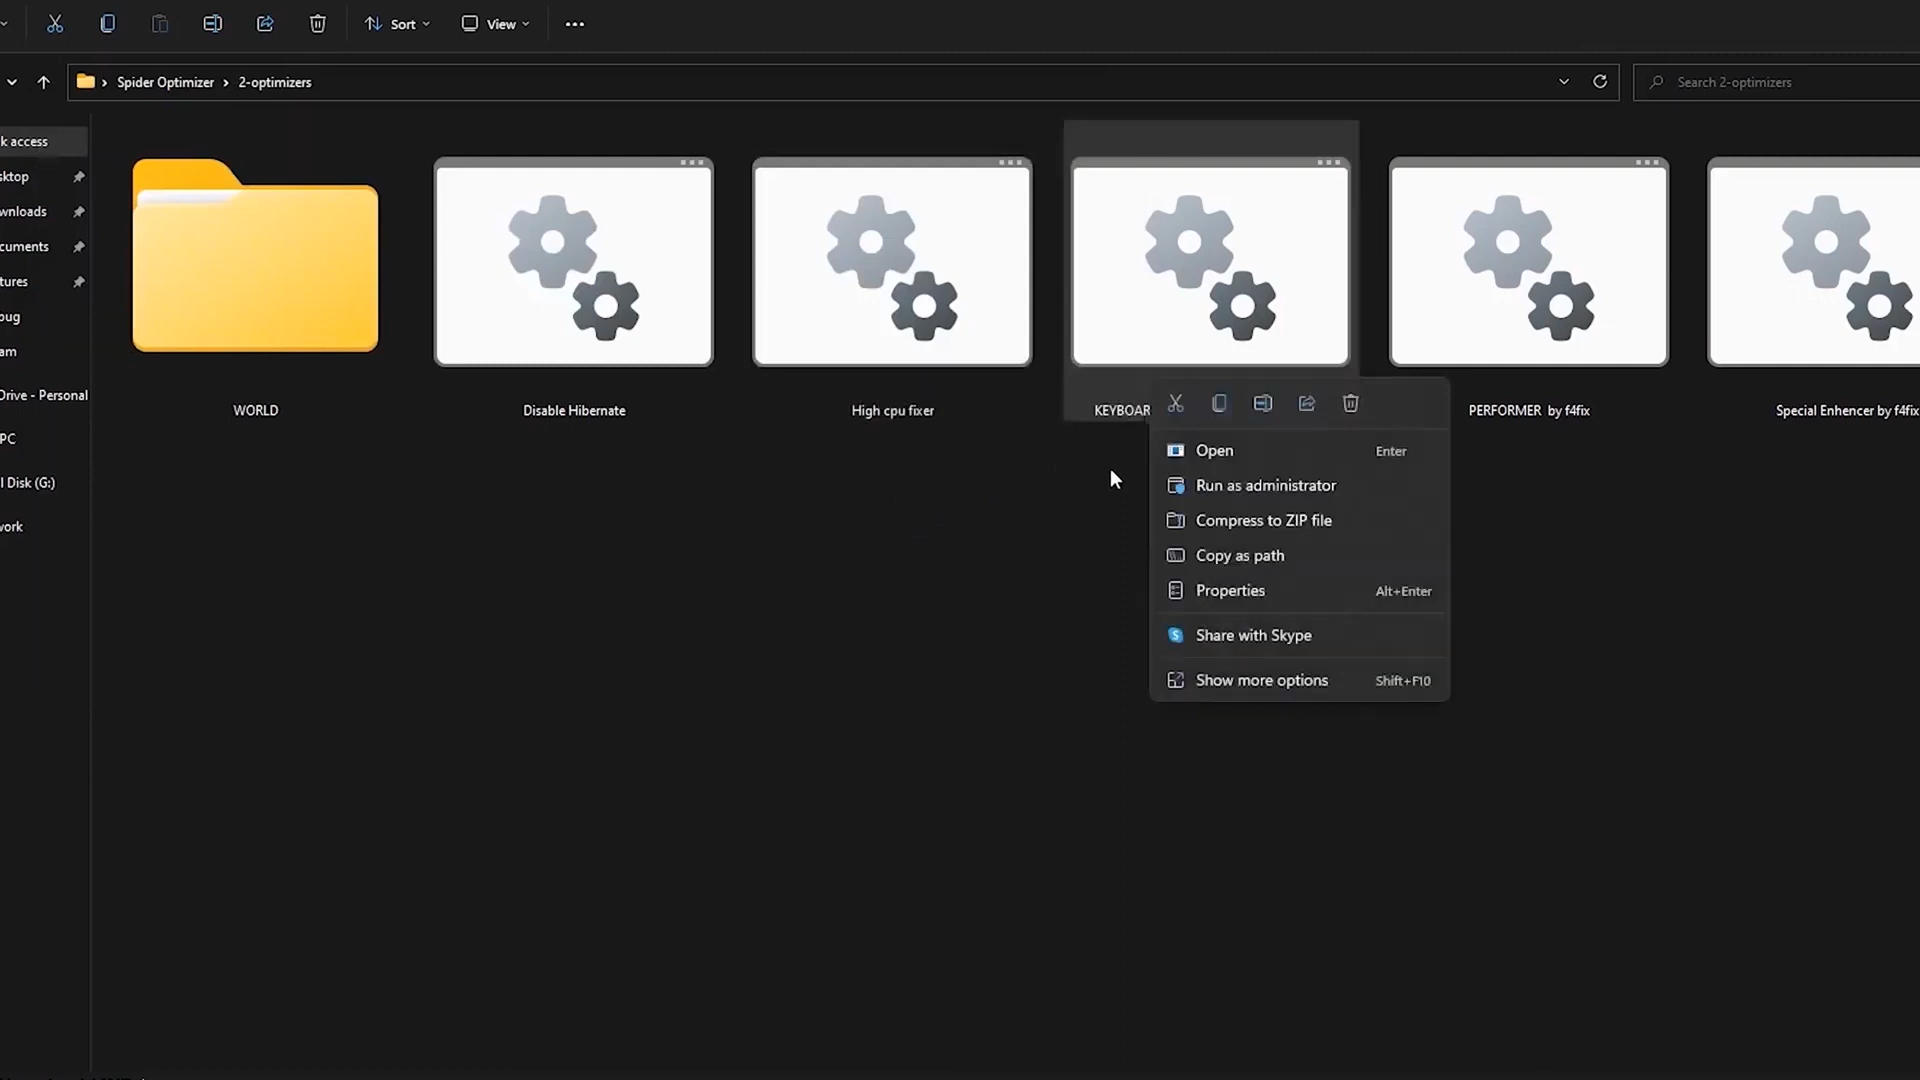 Sort
View
Spider Optimizer
2-optimizers
Search 2-optimizers
k access
sktop
wnloads
cuments
tures
oug
am
Drive - Personal
PC
l Disk (G:)
work
WORLD
Disable Hibernate
High cpu fixer
KEYBOAR
PERFORMER by f4fix
Special Enhencer by f4fix
Open Enter
Run as administrator
Compress to ZIP file
Copy as path
Properties Alt+Enter
Share with Skype
Show more options Shift+F10